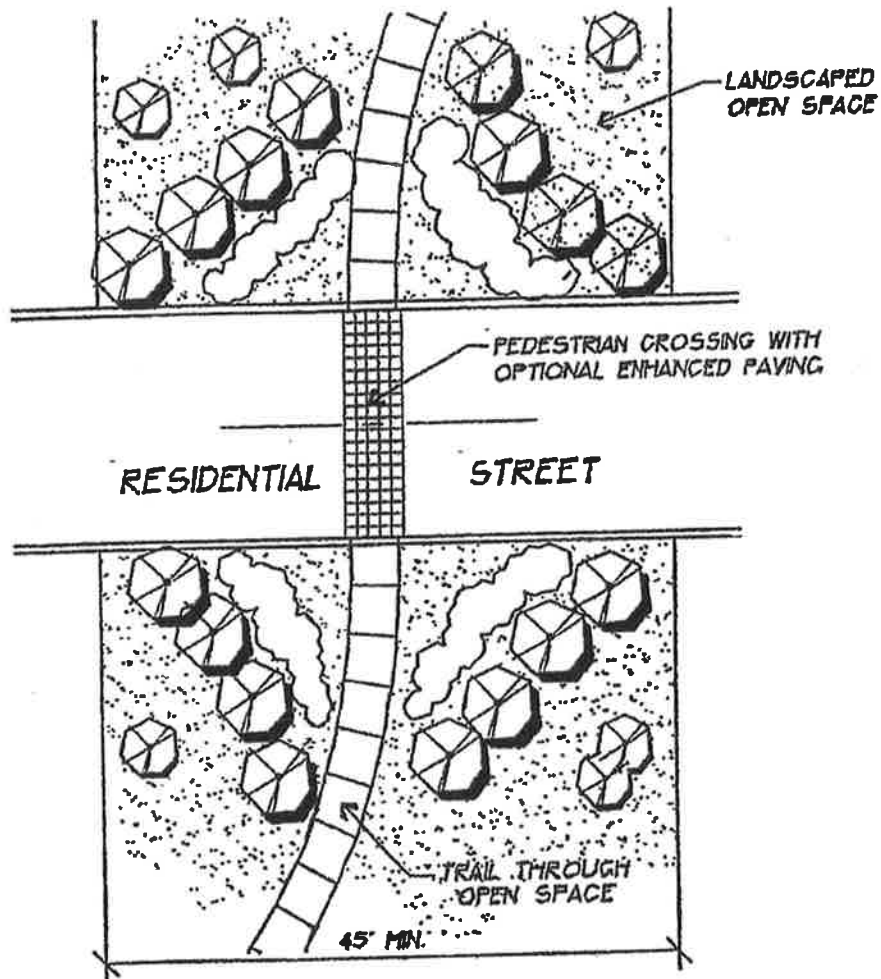 LANDSCAPED
OPEN SPACE
PEDESTRIAN CROSSING WITH
OPTIONAL ENHANCED PAVING
RESIDENTIAL STREET
TRAIL THROUGH
OPEN SPACE
45' MIN.